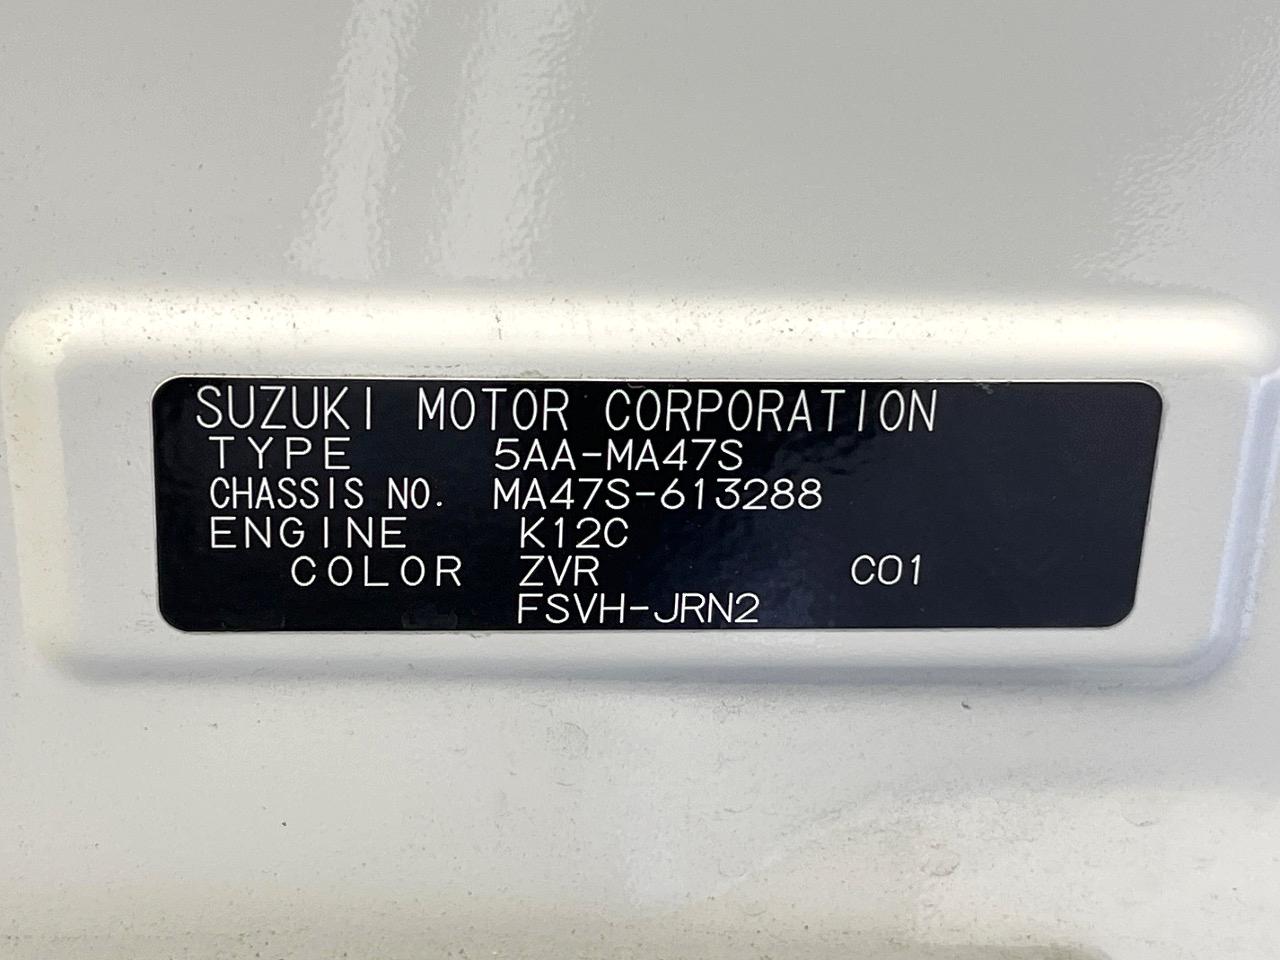 SUZUKI MOTOR CORPORATION
TYPE 5AA-MA47S
CHASSIS NO. MA47S-613288
ENGINE K12C
COLOR ZVR C01
FSVH-JRN2